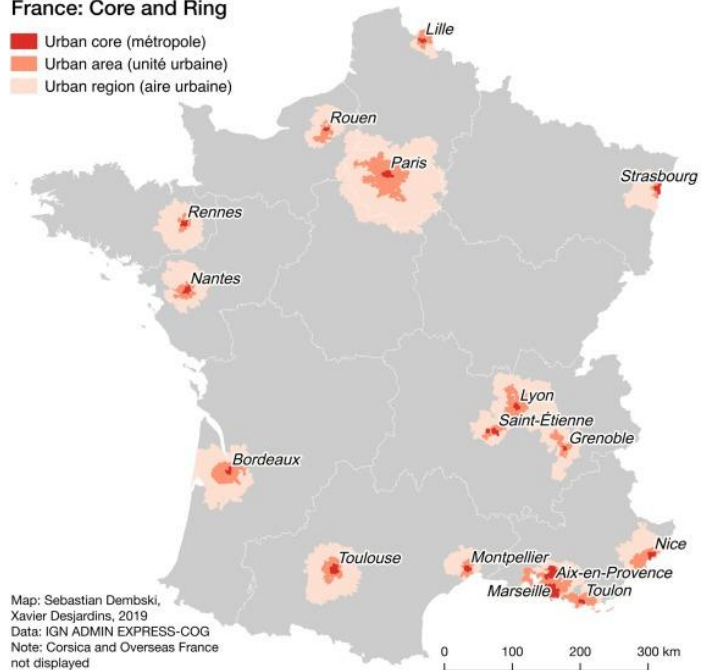 France: Core and Ring
Urban core (métropole)
Urban area (unité urbaine)
Urban region (aire urbaine)
Lille
Rouen
Paris
Strasbourg
Rennes
Nantes
Lyon
Saint-Étienne
Grenoble
Bordeaux
Toulouse
Montpellier
Nice
Aix-en-Provence
Marseille
Toulon
Map: Sebastian Dembski,
Xavier Desjardins, 2019
Data: IGN ADMIN EXPRESS-COG
Note: Corsica and Overseas France
not displayed
0 100 200 300 km